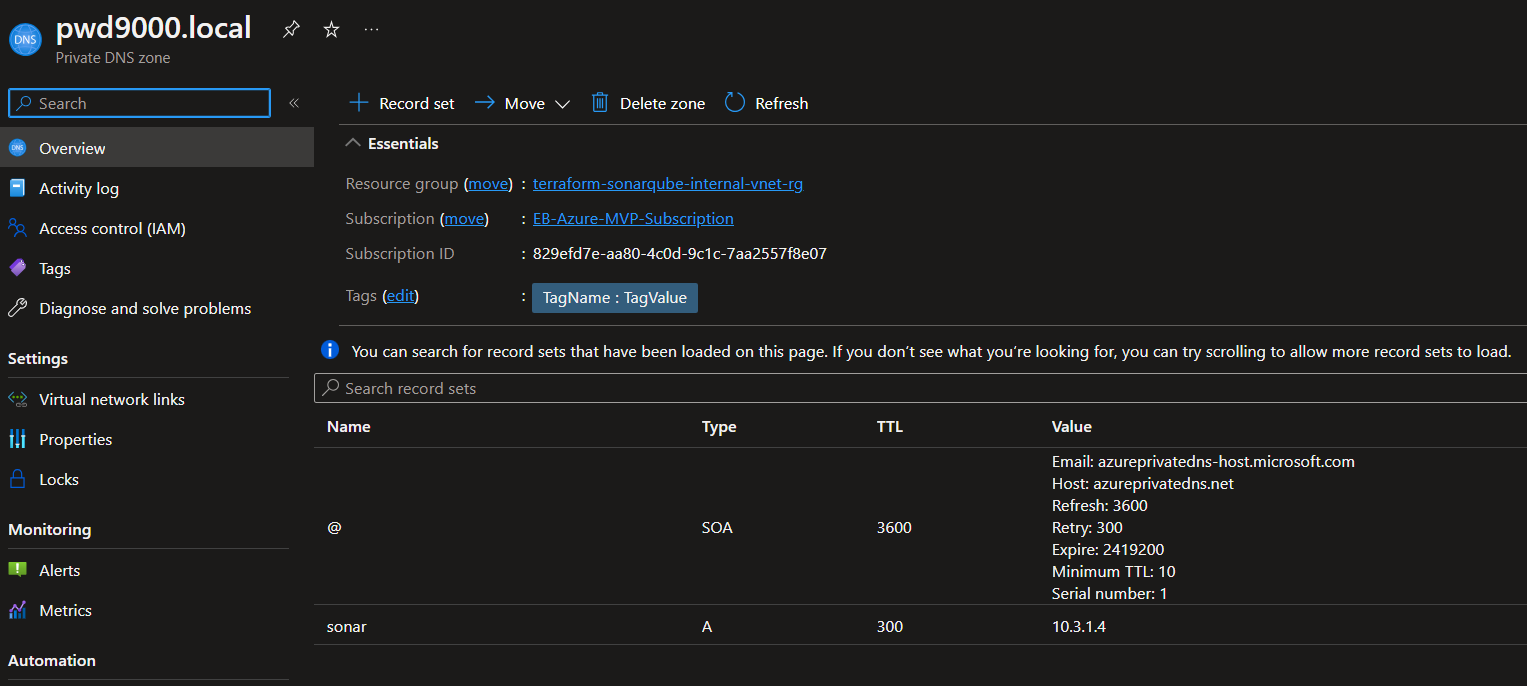 DNS
pwd9000.local
...
Private DNS zone
Search
«
Overview
Activity log
Access control (IAM)
Tags
Diagnose and solve problems
Settings
Virtual network links
Properties
Locks
Monitoring
Alerts
Metrics
Automation
Record set
Move
Delete zone
Refresh
Essentials
Resource group (move) : terraform-sonarqube-internal-vnet-rg
Subscription (move) : EB-Azure-MVP-Subscription
Subscription ID : 829efd7e-aa80-4c0d-9c1c-7aa2557f8e07
Tags (edit) : TagName : TagValue
You can search for record sets that have been loaded on this page. If you don't see what you're looking for, you can try scrolling to allow more record sets to load.
Search record sets
Name Type TTL Value
@ SOA 3600
Email: azureprivatedns-host.microsoft.com
Host: azureprivatedns.net
Refresh: 3600
Retry: 300
Expire: 2419200
Minimum TTL: 10
Serial number: 1
sonar A 300 10.3.1.4